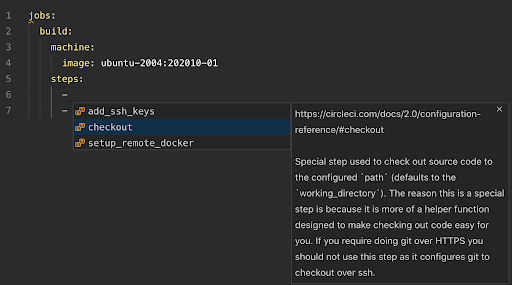 1 jobs:
2 build:
3 machine:
4 image: ubuntu-2004:202010-01
5 steps:
6 -
7 -
add_ssh_keys
checkout
setup_remote_docker
https://circleci.com/docs/2.0/configuration-
reference/#checkout
Special step used to check out source code to
the configured `path` (defaults to the
`working_directory`). The reason this is a special
step is because it is more of a helper function
designed to make checking out code easy for
you. If you require doing git over HTTPS you
should not use this step as it configures git to
checkout over ssh.